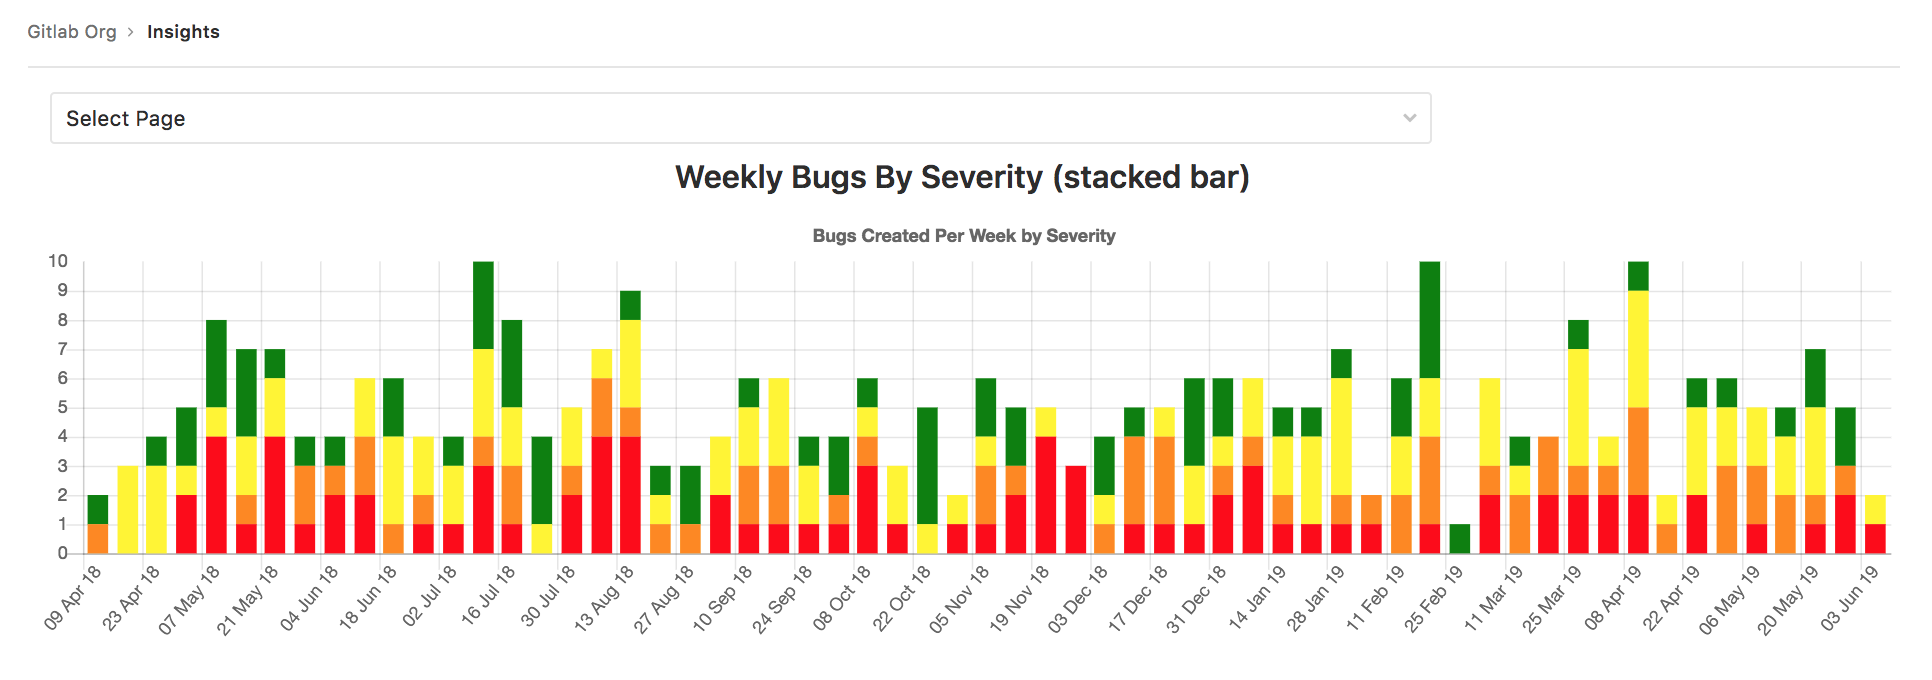 Gitlab Org › Insights
Select Page
Weekly Bugs By Severity (stacked bar)
Bugs Created Per Week by Severity
10
9
8
7
6
5
4
3
2
1
0
09 Apr 18
23 Apr 18
07 May 18
21 May 18
04 Jun 18
18 Jun 18
02 Jul 18
16 Jul 18
30 Jul 18
13 Aug 18
27 Aug 18
10 Sep 18
24 Sep 18
08 Oct 18
22 Oct 18
05 Nov 18
19 Nov 18
03 Dec 18
17 Dec 18
31 Dec 18
14 Jan 19
28 Jan 19
11 Feb 19
25 Feb 19
11 Mar 19
25 Mar 19
08 Apr 19
22 Apr 19
06 May 19
20 May 19
03 Jun 19